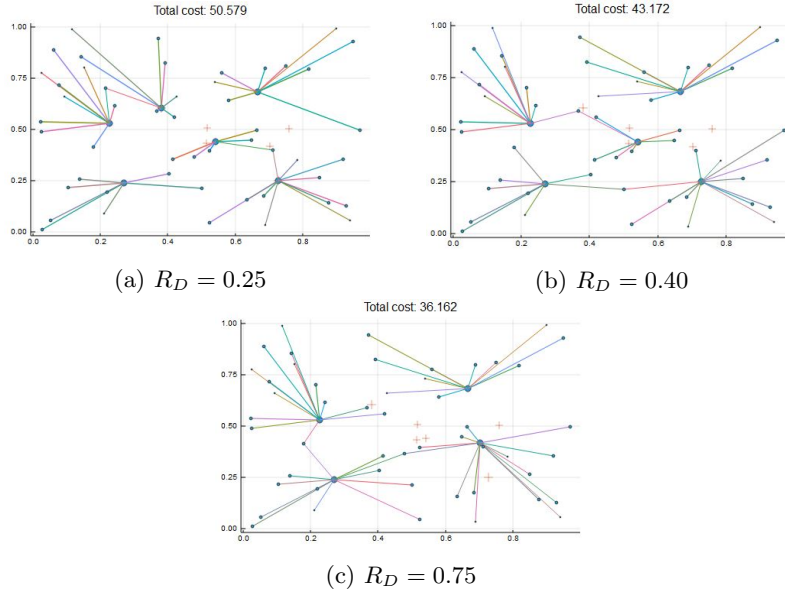 Total cost: 50.579
1.00
0.75
0.50
0.25
0.00
0.0 0.2 0.4 0.6 0.8
(a) R_D = 0.25
Total cost: 43.172
1.00
0.75
0.50
0.25
0.00
0.0 0.2 0.4 0.6 0.8
(b) R_D = 0.40
Total cost: 36.162
1.00
0.75
0.50
0.25
0.00
0.0 0.2 0.4 0.6 0.8
(c) R_D = 0.75